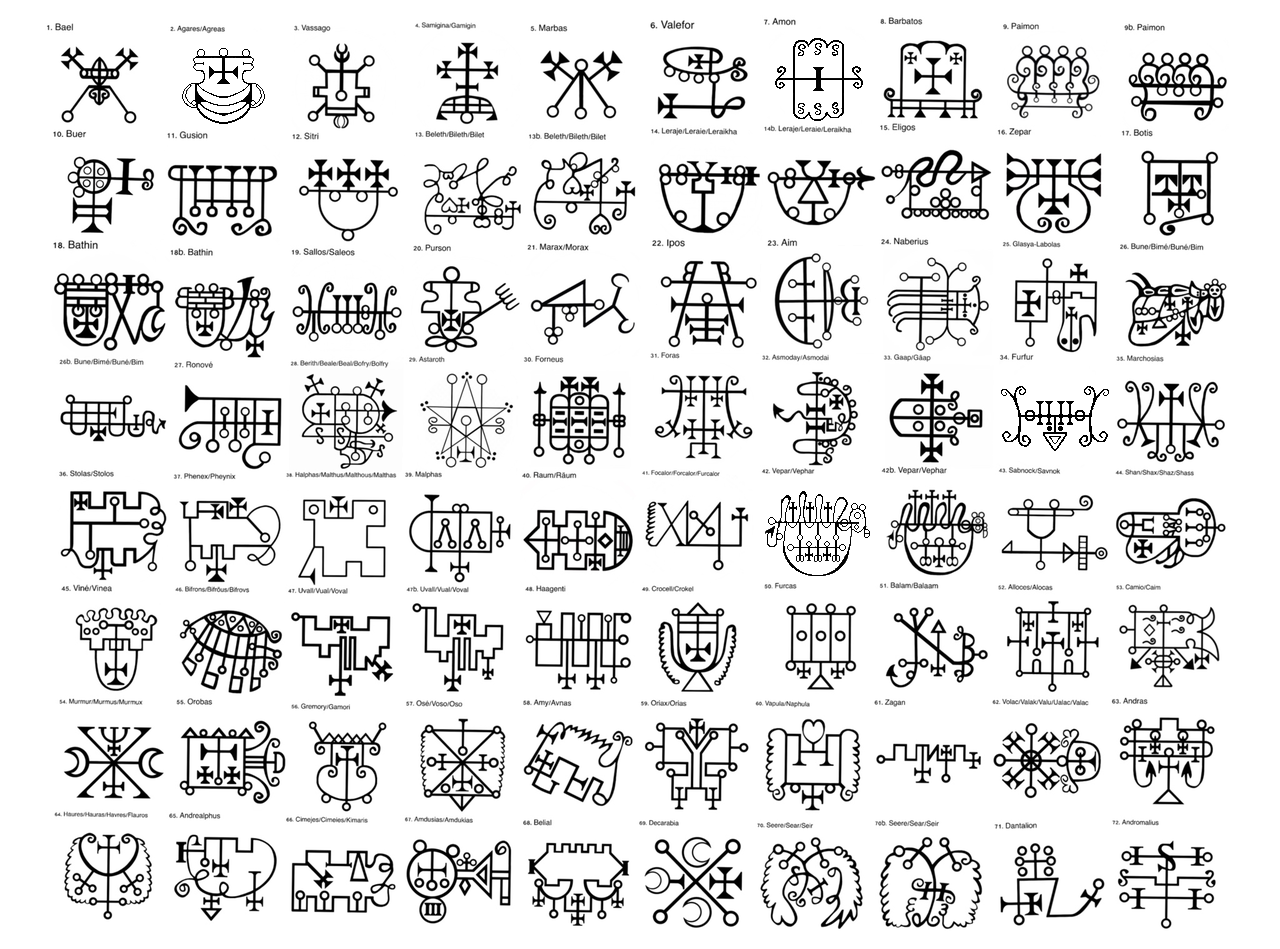 1. Bael
2. Agares/Agreas
3. Vassago
4. Samigina/Gamigin
5. Marbas
6. Valefor
7. Amon
8. Barbatos
9. Paimon
9b. Paimon
10. Buer
11. Gusion
12. Sitri
13. Beleth/Bileth/Bilet
13b. Beleth/Bileth/Bilet
14. Leraje/Leraie/Leraikha
14b. Leraje/Leraie/Leraikha
15. Eligos
16. Zepar
17. Botis
18. Bathin
18b. Bathin
19. Sallos/Saleos
20. Purson
21. Marax/Morax
22. Ipos
23. Aim
24. Naberius
25. Glasya-Labolas
26. Bune/Bimé/Buné/Bim
26b. Bune/Bimé/Buné/Bim
27. Ronové
28. Berith/Beale/Beal/Bofry/Bolfry
29. Astaroth
30. Forneus
31. Foras
32. Asmoday/Asmodai
33. Gaap/Gäap
34. Furfur
35. Marchosias
36. Stolas/Stolos
37. Phenex/Pheynix
38. Halphas/Malthus/Malthous/Malthas
39. Malphas
40. Raum/Räum
41. Focalor/Forcalor/Furcalor
42. Vepar/Vephar
42b. Vepar/Vephar
43. Sabnock/Savnok
44. Shan/Shax/Shaz/Shass
45. Viné/Vinea
46. Bifrons/Bifröus/Bifrovs
47. Uvall/Vual/Voval
47b. Uvall/Vual/Voval
48. Haagenti
49. Crocell/Crokel
50. Furcas
51. Balam/Balaam
52. Alloces/Alocas
53. Camio/Caim
54. Murmur/Murmus/Murmux
55. Orobas
56. Gremory/Gamori
57. Osé/Voso/Oso
58. Amy/Avnas
59. Oriax/Orias
60. Vapula/Naphula
61. Zagan
62. Volac/Valak/Valu/Ualac/Valac
63. Andras
64. Haures/Hauras/Havres/Flauros
65. Andrealphus
66. Cimejes/Cimeies/Kimaris
67. Amdusias/Amdukias
68. Belial
69. Decarabia
70. Seere/Sear/Seir
70b. Seere/Sear/Seir
71. Dantalion
72. Andromalius